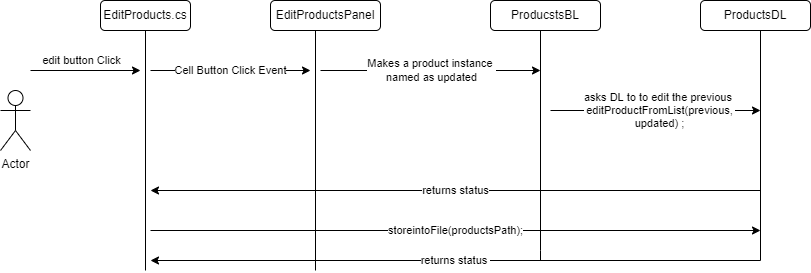 EditProducts.cs
EditProductsPanel
ProducstsBL
ProductsDL
edit button Click
Cell Button Click Event
Makes a product instance
named as updated
asks DL to to edit the previous
editProductFromList(previous,
updated) ;
Actor
returns status
storeintoFile(productsPath);
returns status